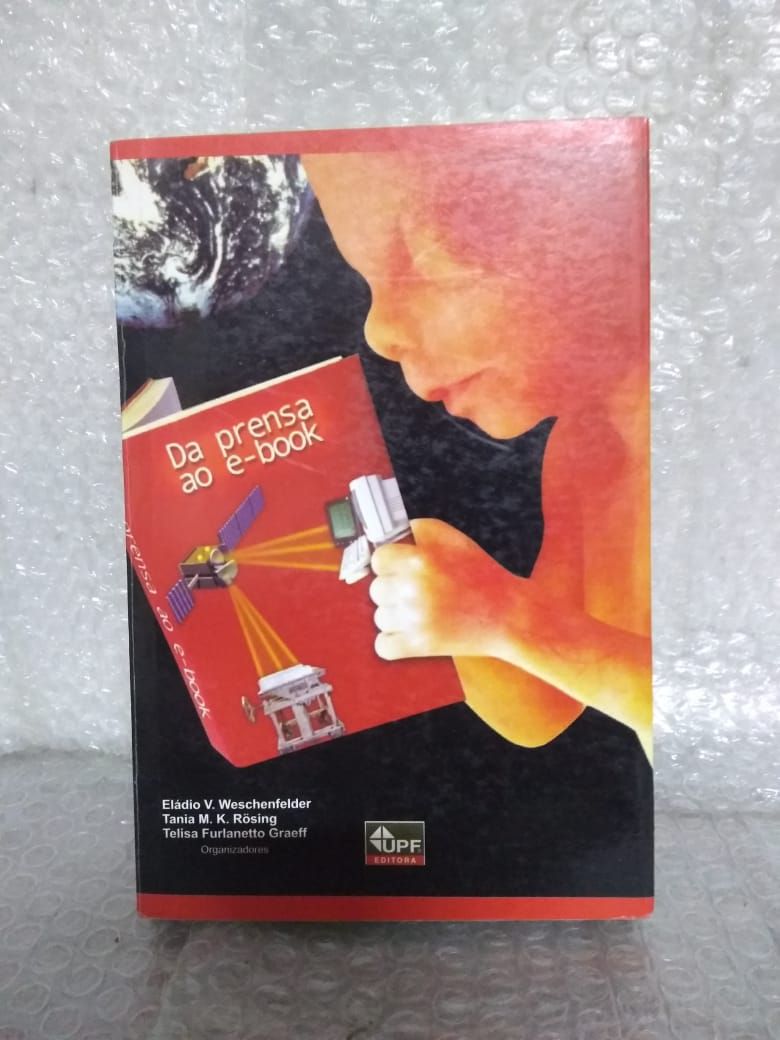 Da prensa
ao e-book
prensa ao e-book
Eládio V. Weschenfelder
Tania M. K. Rösing
Telisa Furlanetto Graeff
Organizadores
UPF
EDITORA